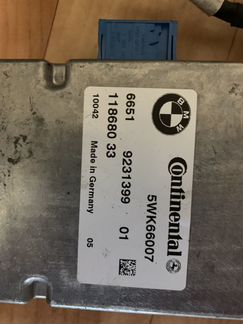 BMW
Continental
5WK66007
6651 9231399 01
118680 33
10042 Made in Germany 05